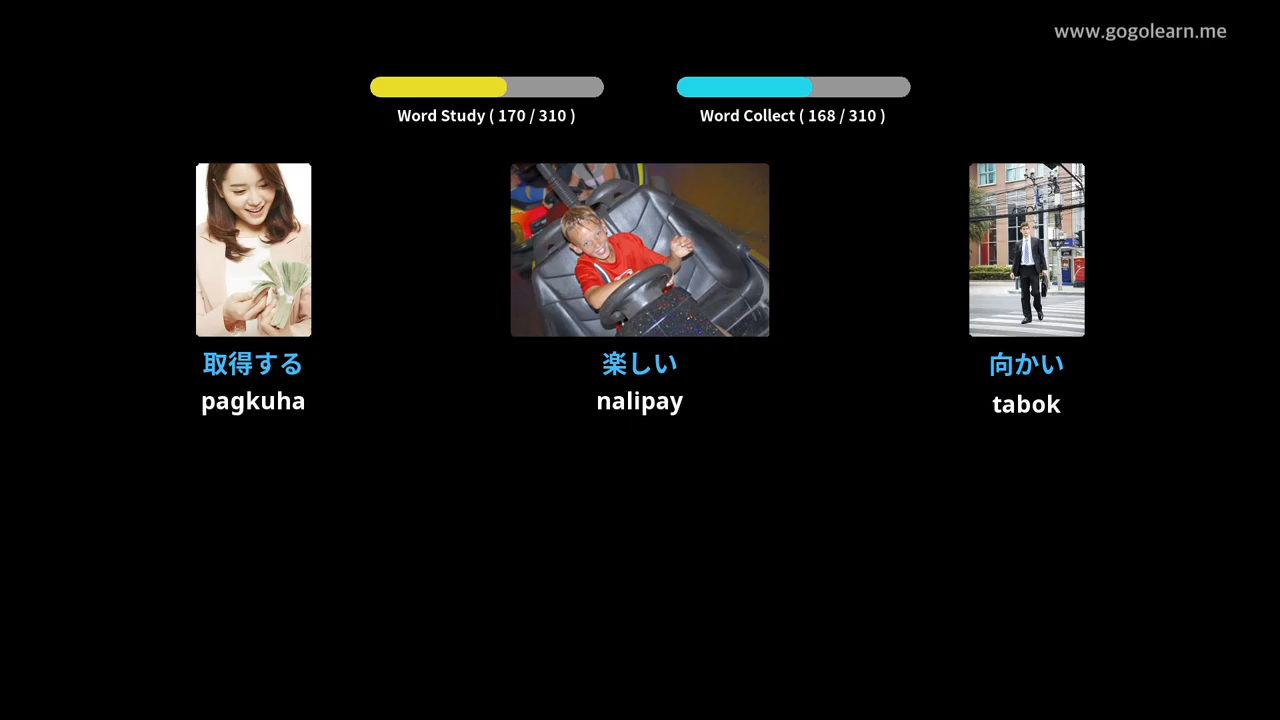 www.gogolearn.me
Word Study ( 170 / 310 )
Word Collect ( 168 / 310 )
取得する
楽しい
向かい
pagkuha
nalipay
tabok